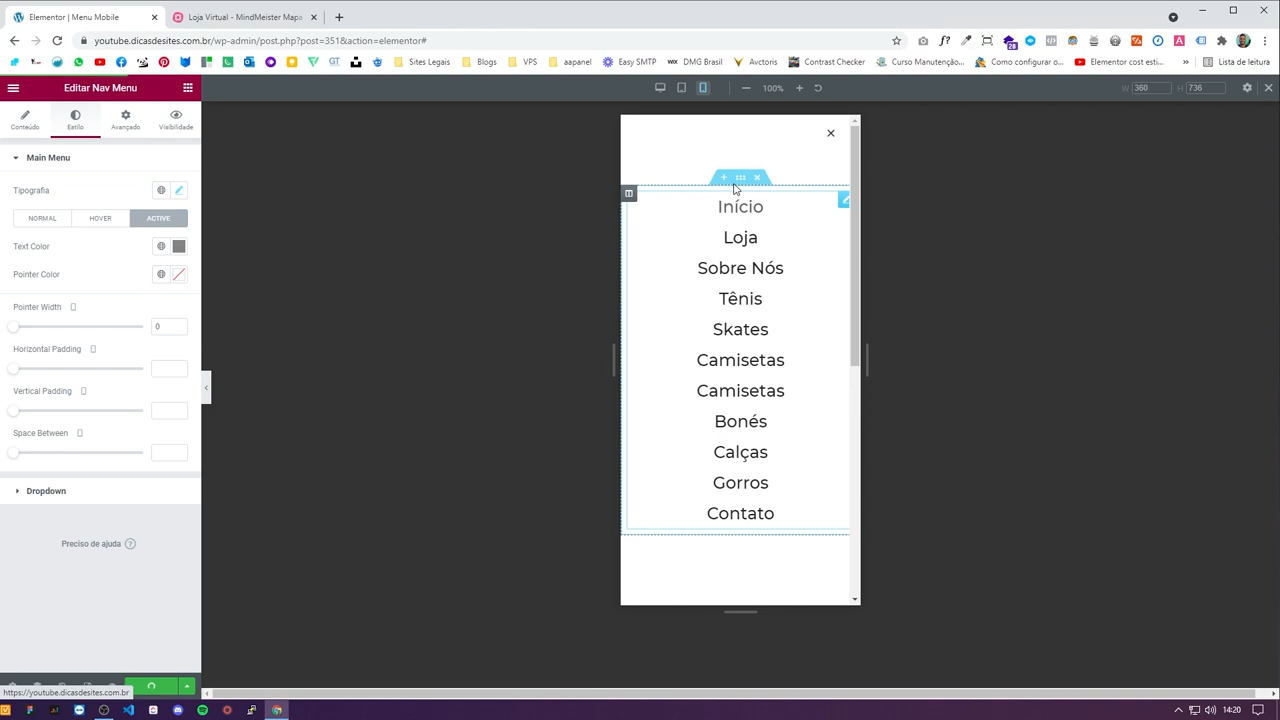 Elementor | Menu Mobile
Loja Virtual - MindMeister Mapa
youtube.dicasdesites.com.br/wp-admin/post.php?post=351&action=elementor#
28
Sites Legais
Blogs
VPS
aapanel
Easy SMTP
DMG Brasil
Avctoris
Contrast Checker
Curso Manutenção...
Elementor cost esti...
Como configurar o...
»
Lista de leitura
Editar Nav Menu
100%
W 360
H 736
Conteúdo
Estilo
Avançado
Visibilidade
Main Menu
Tipografia
NORMAL
HOVER
ACTIVE
Text Color
Pointer Color
Pointer Width
0
Horizontal Padding
Vertical Padding
Space Between
Dropdown
Preciso de ajuda
Início
Loja
Sobre Nós
Tênis
Skates
Camisetas
Camisetas
Bonés
Calças
Gorros
Contato
https://youtube.dicasdesites.com.br
14:20